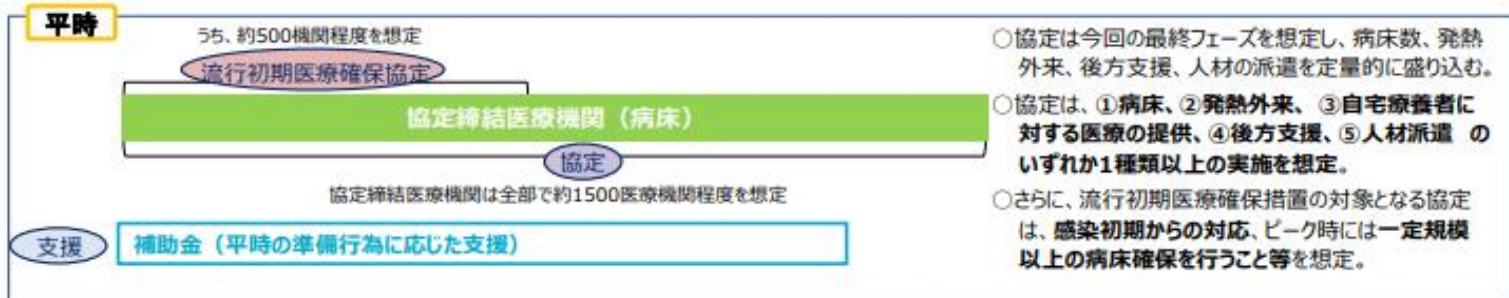 平時
うち、約500機関程度を想定
流行初期医療確保協定
協定締結医療機関（病床）
協定
協定締結医療機関は全部で約1500医療機関程度を想定
支援
補助金（平時の準備行為に応じた支援）
○協定は今回の最終フェーズを想定し、病床数、発熱
外来、後方支援、人材の派遣を定量的に盛り込む。
○協定は、①病床、②発熱外来、 ③自宅療養者に
対する医療の提供、④後方支援、⑤人材派遣 の
いずれか1種類以上の実施を想定。
○さらに、流行初期医療確保措置の対象となる協定
は、感染初期からの対応、ピーク時には一定規模
以上の病床確保を行うこと等を想定。